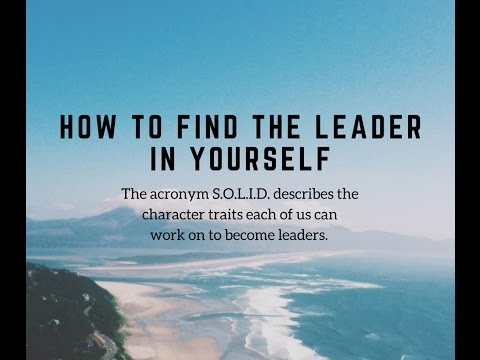 HOW TO FIND THE LEADER
IN YOURSELF
The acronym S.O.L.I.D. describes the
character traits each of us can
work on to become leaders.